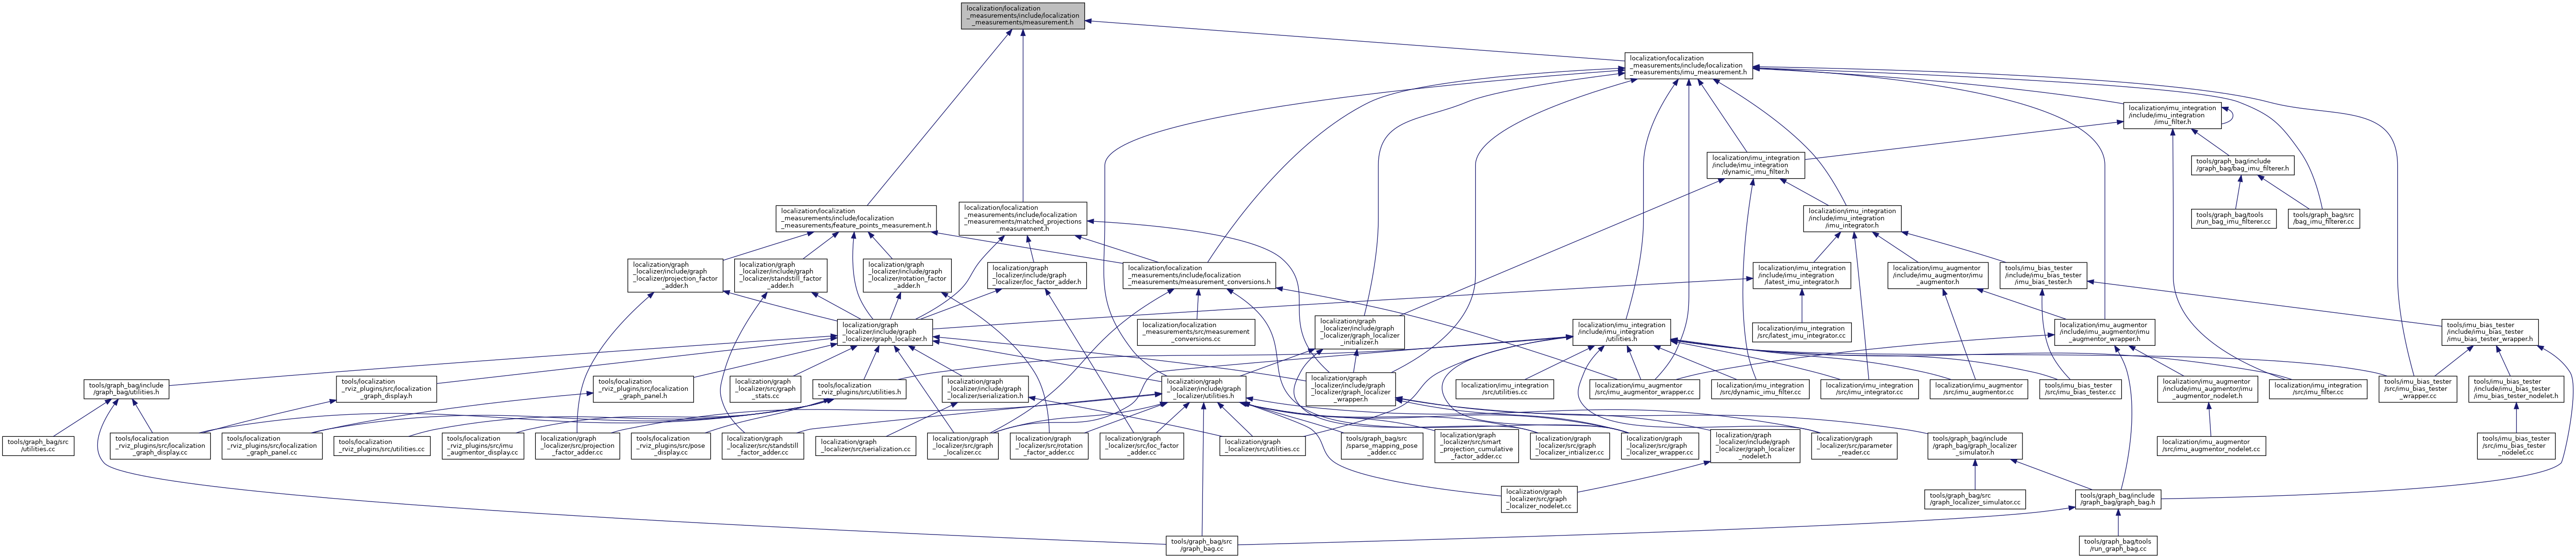 localization/localization
_measurements/include/localization
_measurements/measurement.h
localization/localization
_measurements/include/localization
_measurements/imu_measurement.h
localization/imu_integration
/include/imu_integration
/imu_filter.h
localization/imu_integration
/include/imu_integration
/dynamic_imu_filter.h
tools/graph_bag/include
/graph_bag/bag_imu_filterer.h
localization/localization
_measurements/include/localization
_measurements/feature_points_measurement.h
localization/localization
_measurements/include/localization
_measurements/matched_projections
_measurement.h
localization/imu_integration
/include/imu_integration
/imu_integrator.h
tools/graph_bag/tools
/run_bag_imu_filterer.cc
tools/graph_bag/src
/bag_imu_filterer.cc
localization/graph
_localizer/include/graph
_localizer/projection_factor
_adder.h
localization/graph
_localizer/include/graph
_localizer/standstill_factor
_adder.h
localization/graph
_localizer/include/graph
_localizer/rotation_factor
_adder.h
localization/graph
_localizer/include/graph
_localizer/loc_factor_adder.h
localization/localization
_measurements/include/localization
_measurements/measurement_conversions.h
localization/imu_integration
/include/imu_integration
/latest_imu_integrator.h
localization/imu_augmentor
/include/imu_augmentor/imu
_augmentor.h
tools/imu_bias_tester
/include/imu_bias_tester
/imu_bias_tester.h
localization/graph
_localizer/include/graph
_localizer/graph_localizer.h
localization/localization
_measurements/src/measurement
_conversions.cc
localization/graph
_localizer/include/graph
_localizer/graph_localizer
_initializer.h
localization/imu_integration
/include/imu_integration
/utilities.h
localization/imu_integration
/src/latest_imu_integrator.cc
localization/imu_augmentor
/include/imu_augmentor/imu
_augmentor_wrapper.h
tools/imu_bias_tester
/include/imu_bias_tester
/imu_bias_tester_wrapper.h
tools/graph_bag/include
/graph_bag/utilities.h
tools/localization
_rviz_plugins/src/localization
_graph_display.h
tools/localization
_rviz_plugins/src/localization
_graph_panel.h
localization/graph
_localizer/src/graph
_stats.cc
tools/localization
_rviz_plugins/src/utilities.h
localization/graph
_localizer/include/graph
_localizer/serialization.h
localization/graph
_localizer/include/graph
_localizer/utilities.h
localization/graph
_localizer/include/graph
_localizer/graph_localizer
_wrapper.h
localization/imu_integration
/src/utilities.cc
localization/imu_augmentor
/src/imu_augmentor_wrapper.cc
localization/imu_integration
/src/dynamic_imu_filter.cc
localization/imu_integration
/src/imu_integrator.cc
localization/imu_augmentor
/src/imu_augmentor.cc
tools/imu_bias_tester
/src/imu_bias_tester.cc
localization/imu_augmentor
/include/imu_augmentor/imu
_augmentor_nodelet.h
localization/imu_integration
/src/imu_filter.cc
tools/imu_bias_tester
/src/imu_bias_tester
_wrapper.cc
tools/imu_bias_tester
/include/imu_bias_tester
/imu_bias_tester_nodelet.h
tools/graph_bag/src
/utilities.cc
tools/localization
_rviz_plugins/src/localization
_graph_display.cc
tools/localization
_rviz_plugins/src/localization
_graph_panel.cc
tools/localization
_rviz_plugins/src/utilities.cc
tools/localization
_rviz_plugins/src/imu
_augmentor_display.cc
localization/graph
_localizer/src/projection
_factor_adder.cc
tools/localization
_rviz_plugins/src/pose
_display.cc
localization/graph
_localizer/src/standstill
_factor_adder.cc
localization/graph
_localizer/src/serialization.cc
localization/graph
_localizer/src/graph
_localizer.cc
localization/graph
_localizer/src/rotation
_factor_adder.cc
localization/graph
_localizer/src/loc_factor
_adder.cc
localization/graph
_localizer/src/utilities.cc
tools/graph_bag/src
/sparse_mapping_pose
_adder.cc
localization/graph
_localizer/src/smart
_projection_cumulative
_factor_adder.cc
localization/graph
_localizer/src/graph
_localizer_intializer.cc
localization/graph
_localizer/src/graph
_localizer_wrapper.cc
localization/graph
_localizer/include/graph
_localizer/graph_localizer
_nodelet.h
localization/graph
_localizer/src/parameter
_reader.cc
tools/graph_bag/include
/graph_bag/graph_localizer
_simulator.h
localization/imu_augmentor
/src/imu_augmentor_nodelet.cc
tools/imu_bias_tester
/src/imu_bias_tester
_nodelet.cc
localization/graph
_localizer/src/graph
_localizer_nodelet.cc
tools/graph_bag/src
/graph_localizer_simulator.cc
tools/graph_bag/include
/graph_bag/graph_bag.h
tools/graph_bag/src
/graph_bag.cc
tools/graph_bag/tools
/run_graph_bag.cc